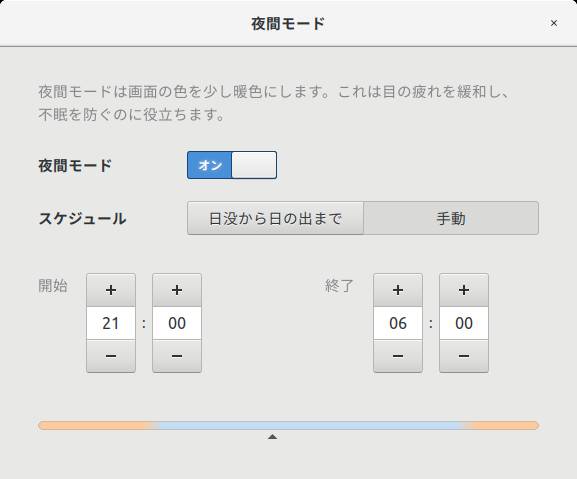 夜間モード
×
夜間モードは画面の色を少し暖色にします。これは目の疲れを緩和し、
不眠を防ぐのに役立ちます。
夜間モード オン
スケジュール 日没から日の出まで 手動
開始 + + 終了 + +
21 : 00 06 : 00
− − − −